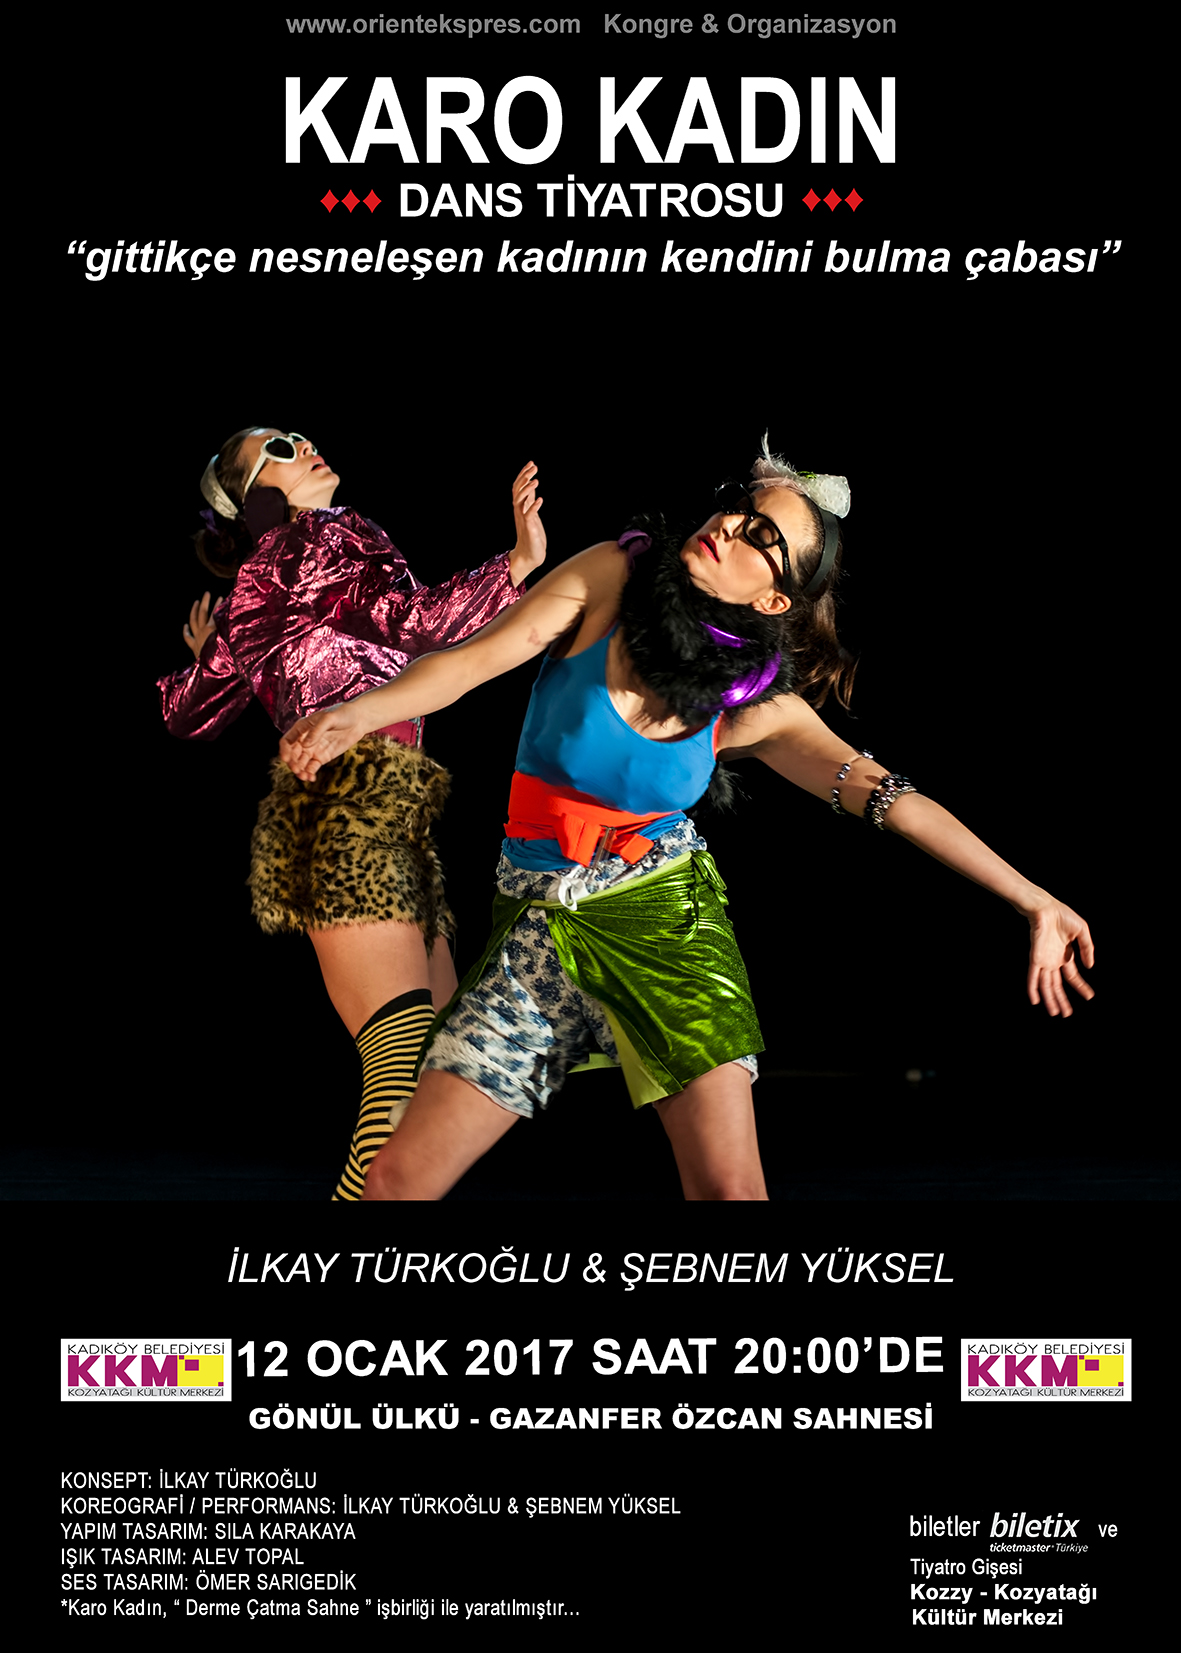 www.orientekspres.com Kongre & Organizasyon
KARO KADIN
DANS TİYATROSU
“gittikçe nesneleşen kadının kendini bulma çabası”
İLKAY TÜRKOĞLU & ŞEBNEM YÜKSEL
KADIKÖY BELEDİYESİ
KKM
KOZYATAĞI KÜLTÜR MERKEZİ
12 OCAK 2017 SAAT 20:00’DE
KADIKÖY BELEDİYESİ
KKM
KOZYATAĞI KÜLTÜR MERKEZİ
GÖNÜL ÜLKÜ - GAZANFER ÖZCAN SAHNESİ
KONSEPT: İLKAY TÜRKOĞLU
KOREOGRAFİ / PERFORMANS: İLKAY TÜRKOĞLU & ŞEBNEM YÜKSEL
YAPIM TASARIM: SILA KARAKAYA
IŞIK TASARIM: ALEV TOPAL
SES TASARIM: ÖMER SARIGEDİK
*Karo Kadın, “ Derme Çatma Sahne ” işbirliği ile yaratılmıştır...
biletler biletix ve
ticketmaster Türkiye
Tiyatro Gişesi
Kozzy - Kozyatağı
Kültür Merkezi